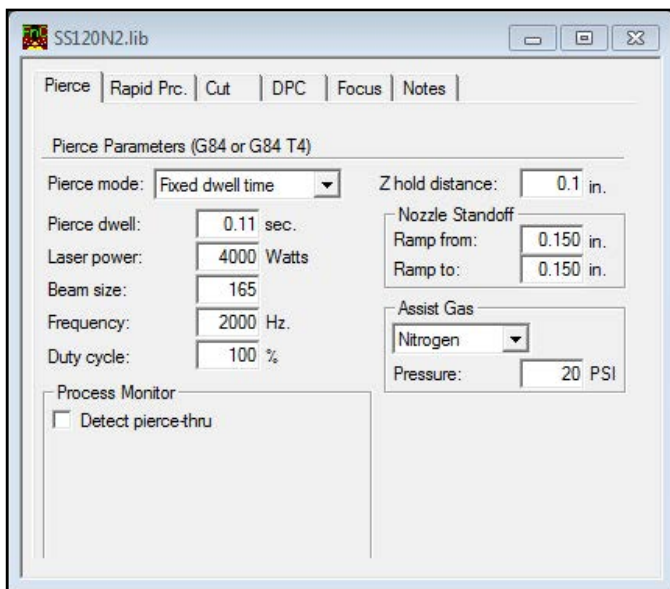 SS120N2.lib
Pierce Rapid Prc. Cut DPC Focus Notes
Pierce Parameters (G84 or G84 T4)
Pierce mode: Fixed dwell time
Pierce dwell: 0.11 sec.
Laser power: 4000 Watts
Beam size: 165
Frequency: 2000 Hz.
Duty cycle: 100 %
Process Monitor
Detect pierce-thru
Z hold distance: 0.1 in.
Nozzle Standoff
Ramp from: 0.150 in.
Ramp to: 0.150 in.
Assist Gas
Nitrogen
Pressure: 20 PSI